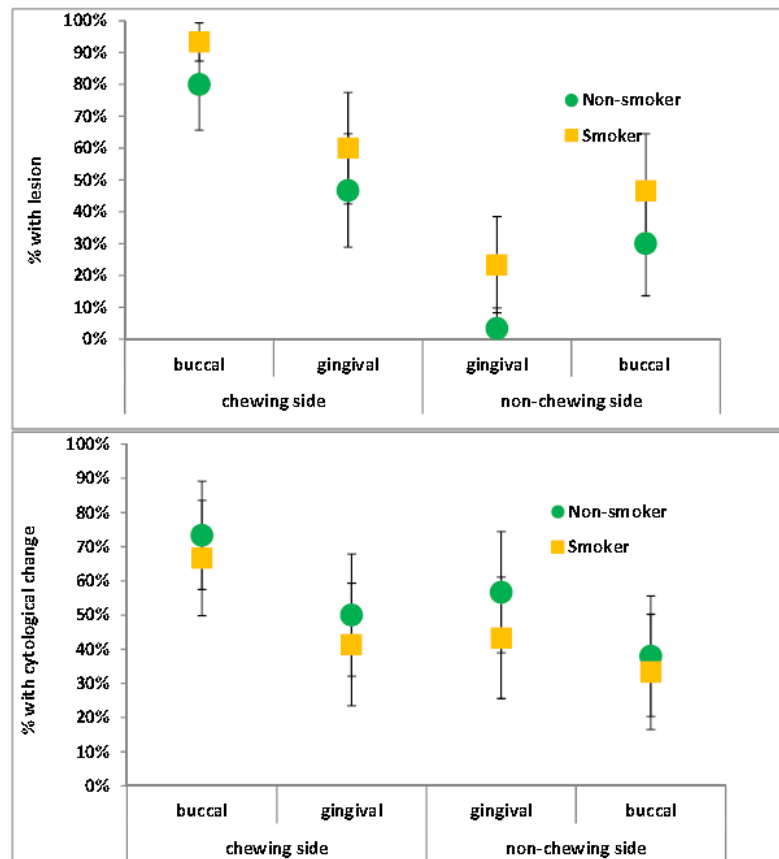 100%
90%
80%
70%
60%
50%
40%
30%
20%
10%
0%
% with lesion
Non-smoker
Smoker
buccal gingival gingival buccal
chewing side non-chewing side
100%
90%
80%
70%
60%
50%
40%
30%
20%
10%
0%
% with cytological change
Non-smoker
Smoker
buccal gingival gingival buccal
chewing side non-chewing side